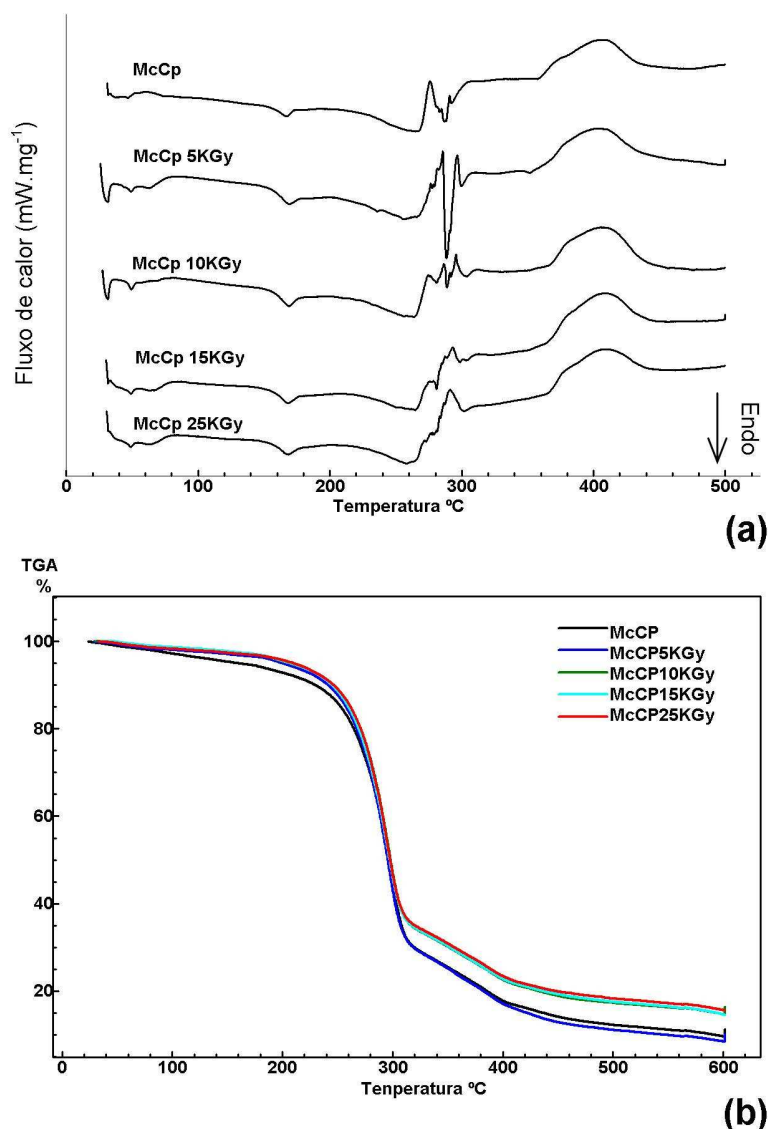 McCp
McCp 5KGy
McCp 10KGy
McCp 15KGy
McCp 25KGy
Fluxo de calor (mW.mg⁻¹)
Endo
0 100 200 300 400 500
Temperatura ºC
(a)
TGA
%
100
80
60
40
20
McCP
McCP5KGy
McCP10KGy
McCP15KGy
McCP25KGy
0 100 200 300 400 500 600
Tenperatura ºC
(b)